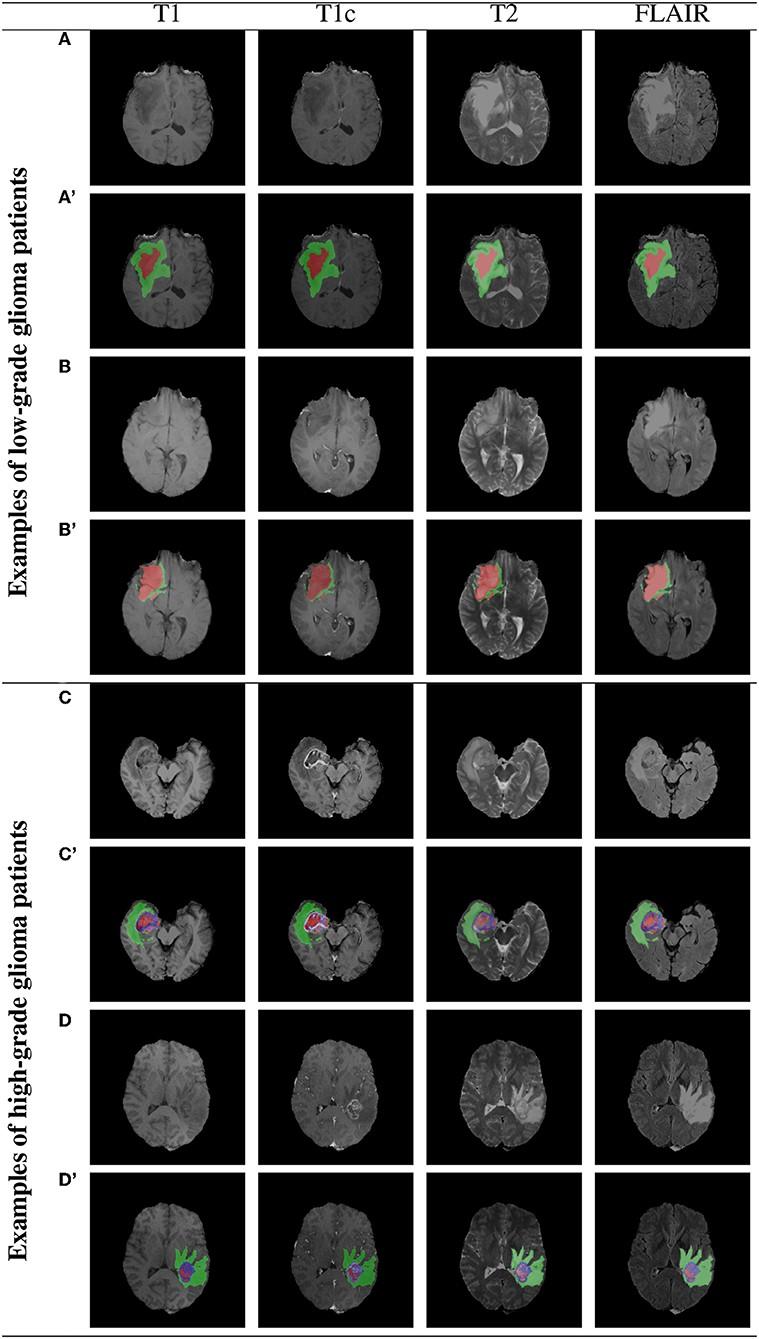 T1 T1c T2 FLAIR
Examples of low-grade glioma patients
A
A'
B
B'
Examples of high-grade glioma patients
C
C'
D
D'